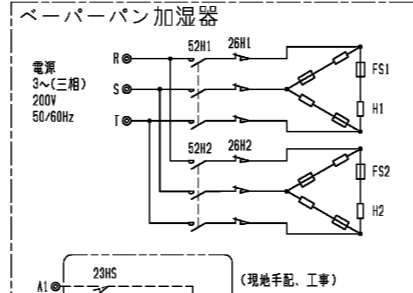 ペーパーパン加湿器
電源
3~(三相)
200V
50/60Hz
R
S
T
52H1
26H1
FS1
H1
52H2
26H2
FS2
H2
23HS
A1
(現地手配、工事)